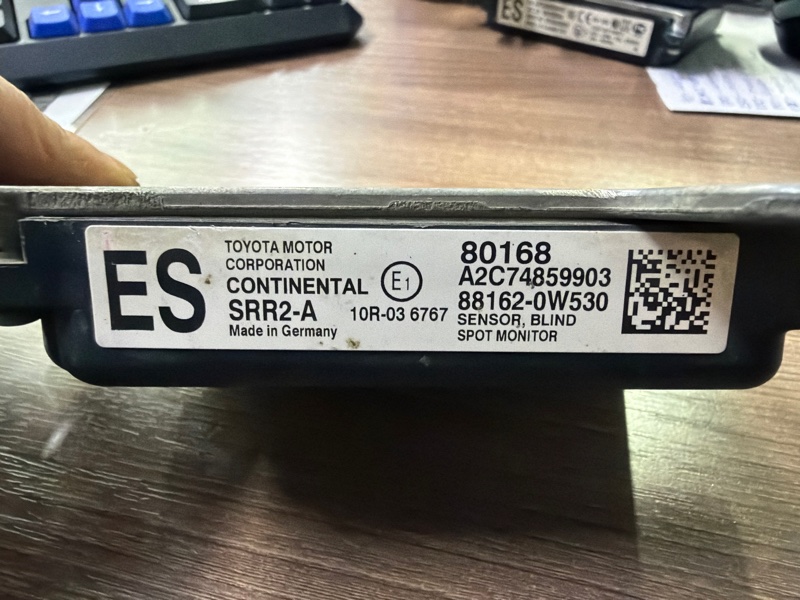 ES
ES
TOYOTA MOTOR
CORPORATION
CONTINENTAL
SRR2-A
Made in Germany
E1
10R-03 6767
80168
A2C74859903
88162-0W530
SENSOR, BLIND
SPOT MONITOR